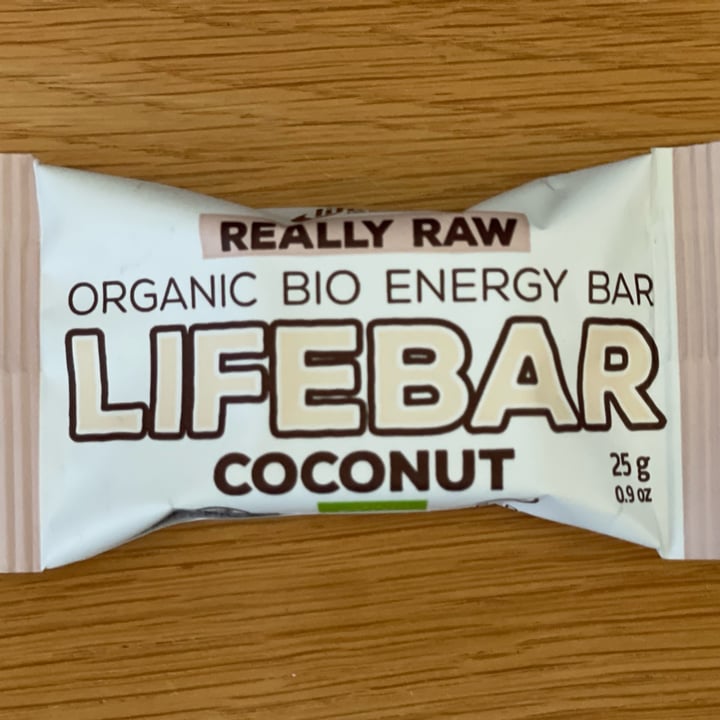 REALLY RAW
ORGANIC BIO ENERGY BAR
LIFEBAR
COCONUT
25 g
0.9 oz